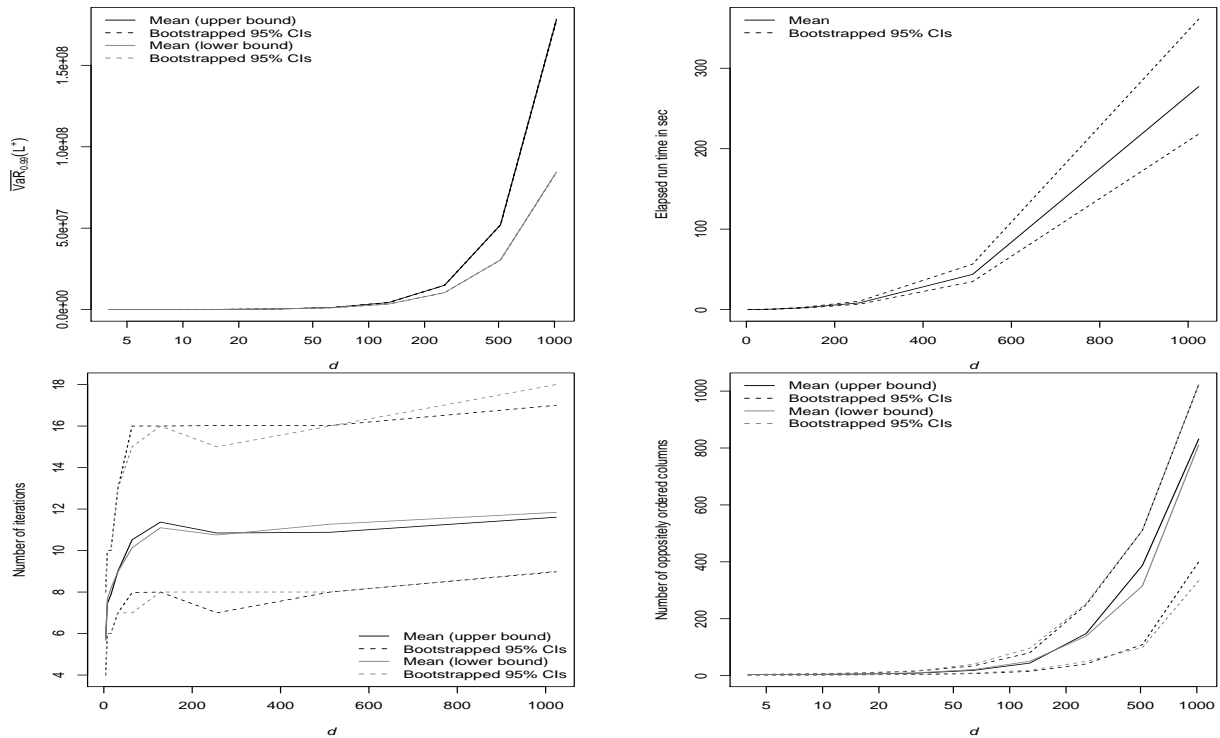 Mean (upper bound)
Bootstrapped 95% CIs
Mean (lower bound)
Bootstrapped 95% CIs
VaR0.99(L+)
0.0e+00 5.0e+07 1.0e+08 1.5e+08
5 10 20 50 100 200 500 1000
d
Mean
Bootstrapped 95% CIs
Elapsed run time in sec
0 100 200 300
0 200 400 600 800 1000
d
Number of iterations
4 6 8 10 12 14 16 18
Mean (upper bound)
Bootstrapped 95% CIs
Mean (lower bound)
Bootstrapped 95% CIs
0 200 400 600 800 1000
d
Mean (upper bound)
Bootstrapped 95% CIs
Mean (lower bound)
Bootstrapped 95% CIs
Number of oppositely ordered columns
0 200 400 600 800 1000
5 10 20 50 100 200 500 1000
d